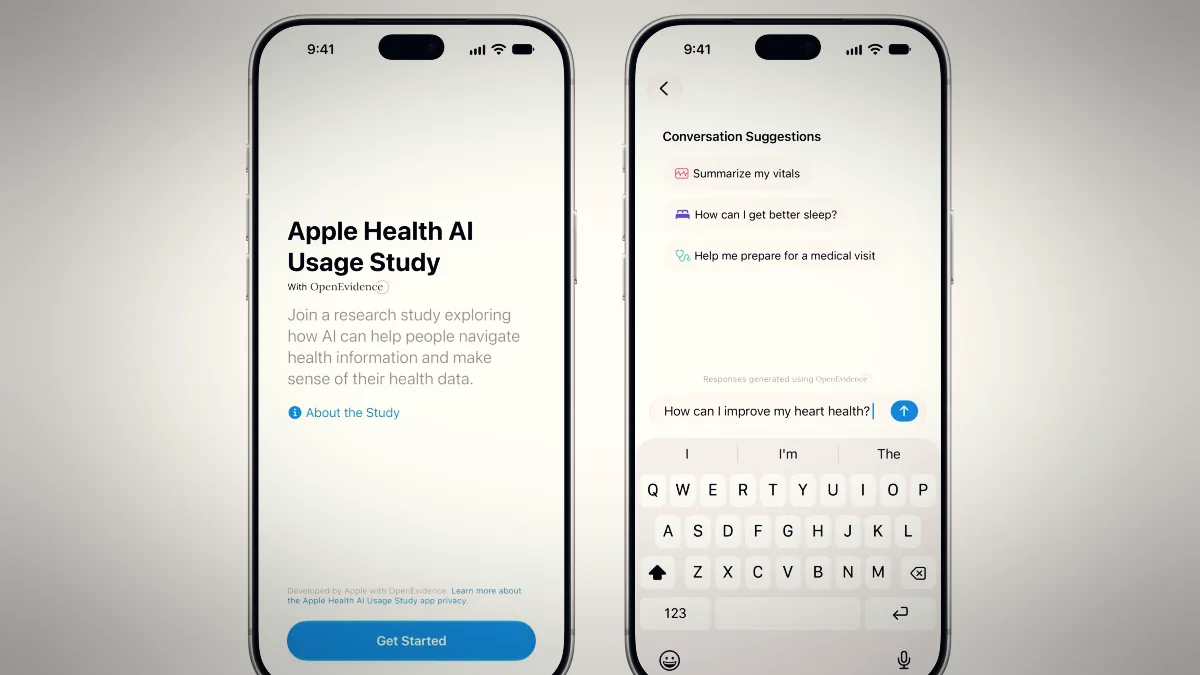 9:41
Apple Health AI
Usage Study
With OpenEvidence
Join a research study exploring
how AI can help people navigate
health information and make
sense of their health data.
About the Study
Developed by Apple with OpenEvidence. Learn more about
the Apple Health AI Usage Study app privacy.
Get Started
9:41
Conversation Suggestions
Summarize my vitals
How can I get better sleep?
Help me prepare for a medical visit
Responses generated using OpenEvidence
How can I improve my heart health?
I I'm The
Q W E R T Y U I O P
A S D F G H J K L
Z X C V B N M
123